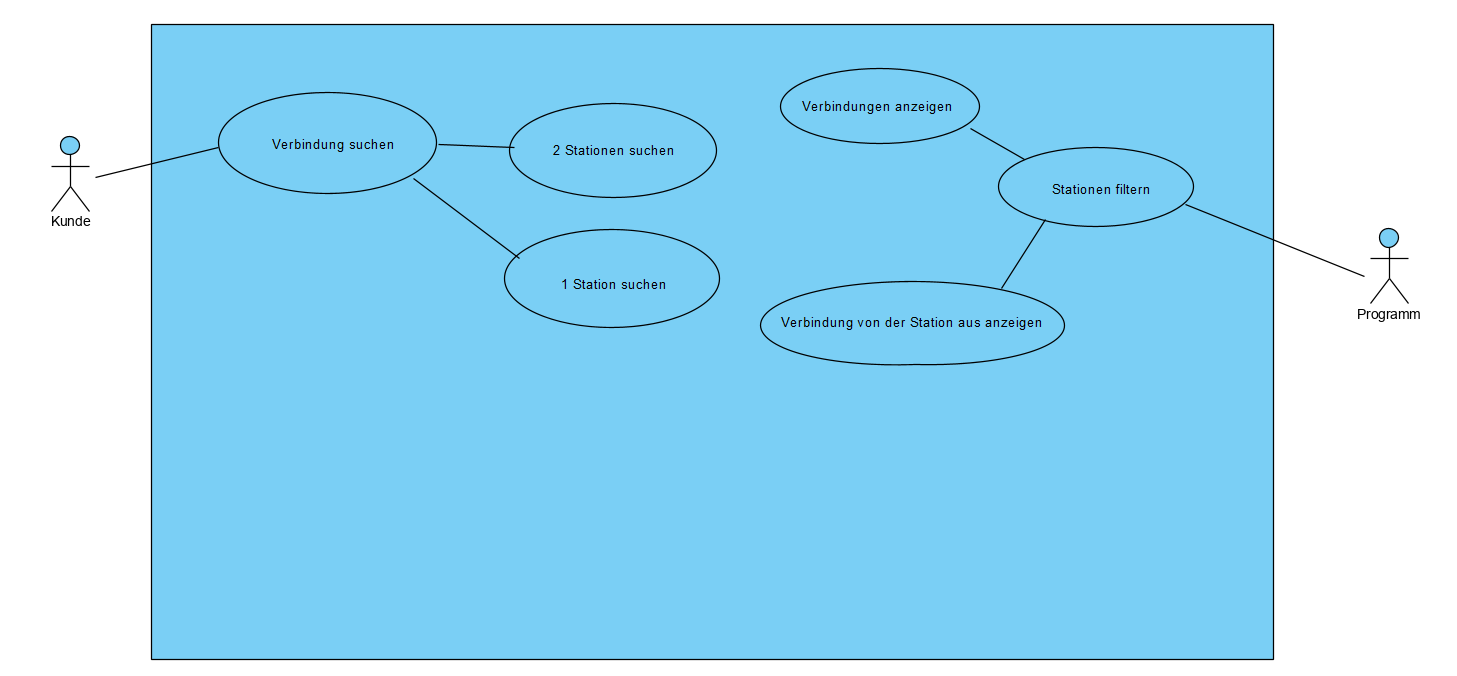 Verbindungen anzeigen
Verbindung suchen
2 Stationen suchen
Stationen filtern
Kunde
1 Station suchen
Programm
Verbindung von der Station aus anzeigen